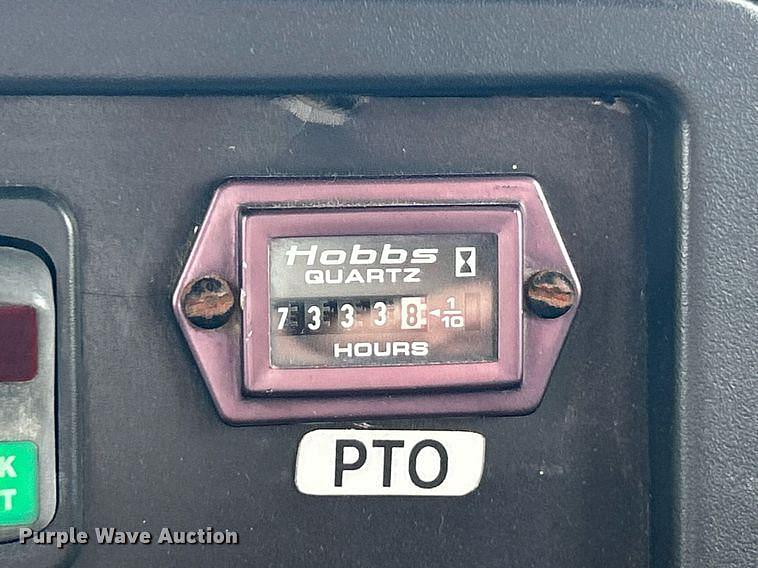 Hobbs
QUARTZ
7 3 3 3 8 ◄ 1/10
HOURS
PTO
K
T
Purple Wave Auction